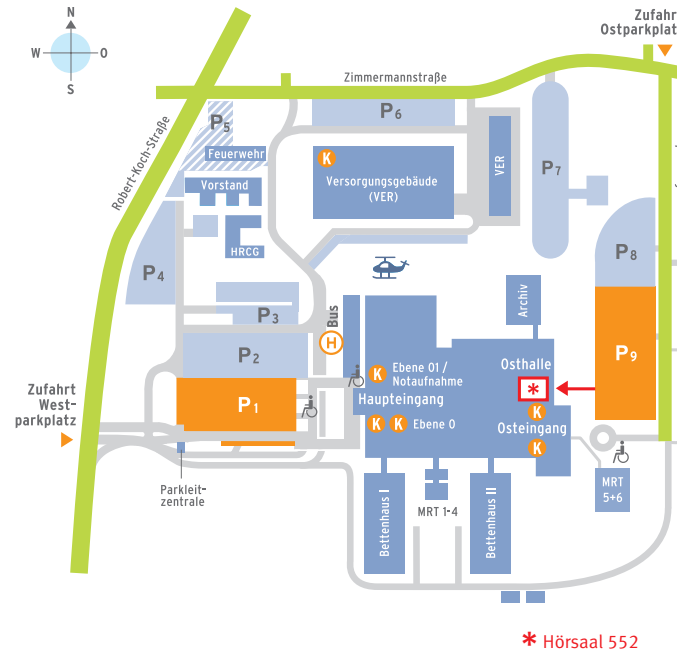 N
W
O
S
Zufahr
Ostparkplat
Zimmermannstraße
Robert-Koch-Straße
P5
P6
Feuerwehr
K
VER
P7
Vorstand
Versorgungsgebäude
(VER)
HRCG
P8
P4
Archiv
P3
Bus
H
P2
Osthalle
P9
K
Ebene 01 /
Notaufnahme
*
Zufahrt
West-
parkplatz
P1
Haupteingang
K
K
K
Ebene 0
Osteingang
K
Parkleit-
zentrale
MRT
5+6
Bettenhaus I
MRT 1-4
Bettenhaus II
* Hörsaal 552